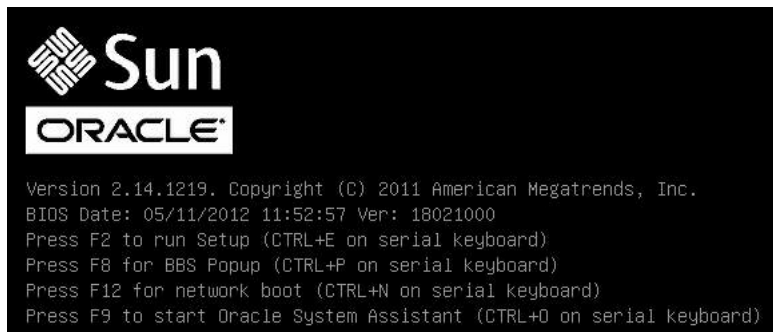 Sun
ORACLE
Version 2.14.1219. Copyright (C) 2011 American Megatrends, Inc.
BIOS Date: 05/11/2012 11:52:57 Ver: 18021000
Press F2 to run Setup (CTRL+E on serial keyboard)
Press F8 for BBS Popup (CTRL+P on serial keyboard)
Press F12 for network boot (CTRL+N on serial keyboard)
Press F9 to start Oracle System Assistant (CTRL+O on serial keyboard)